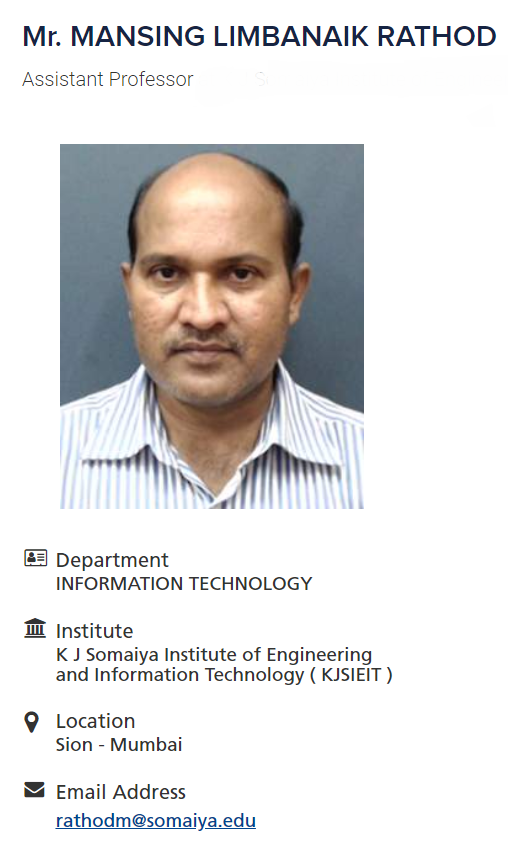 Mr. MANSING LIMBANAIK RATHOD
Assistant Professor
Department
INFORMATION TECHNOLOGY
Institute
K J Somaiya Institute of Engineering
and Information Technology ( KJSIEIT )
Location
Sion - Mumbai
Email Address
rathodm@somaiya.edu